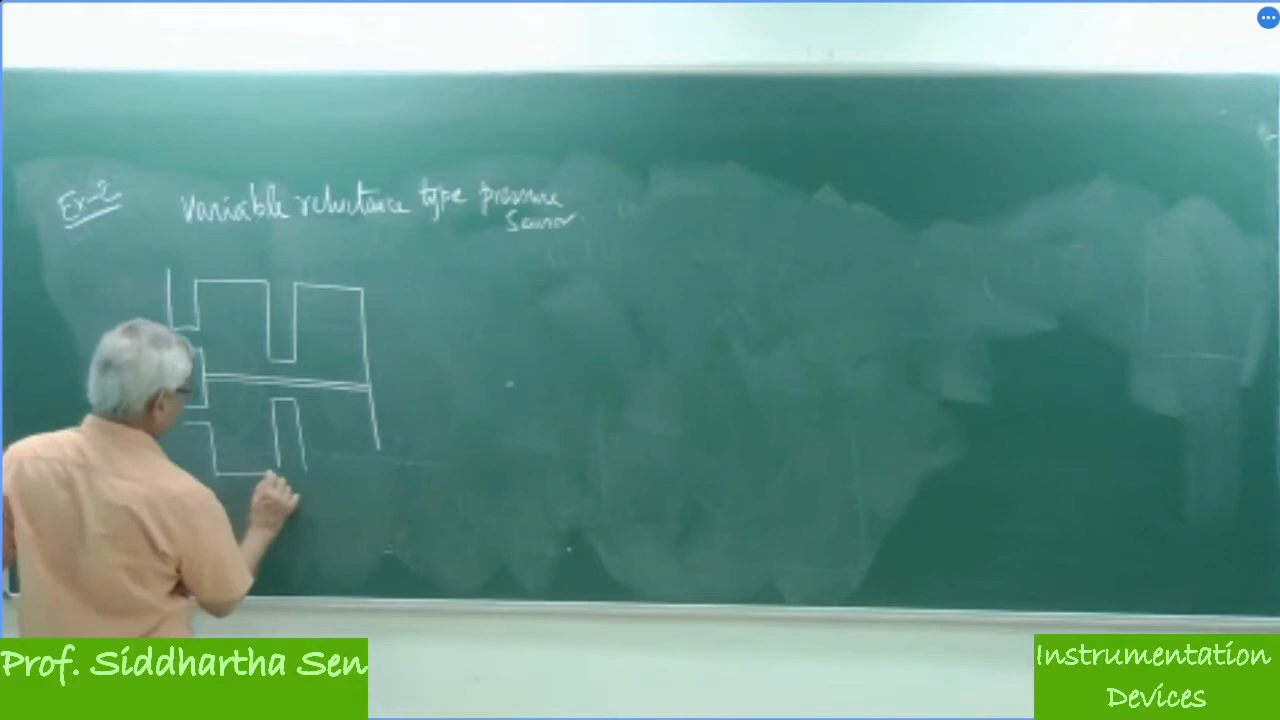 Ex-2
Variable reluctance type pressure
Sensor
Prof. Siddhartha Sen
Instrumentation
Devices